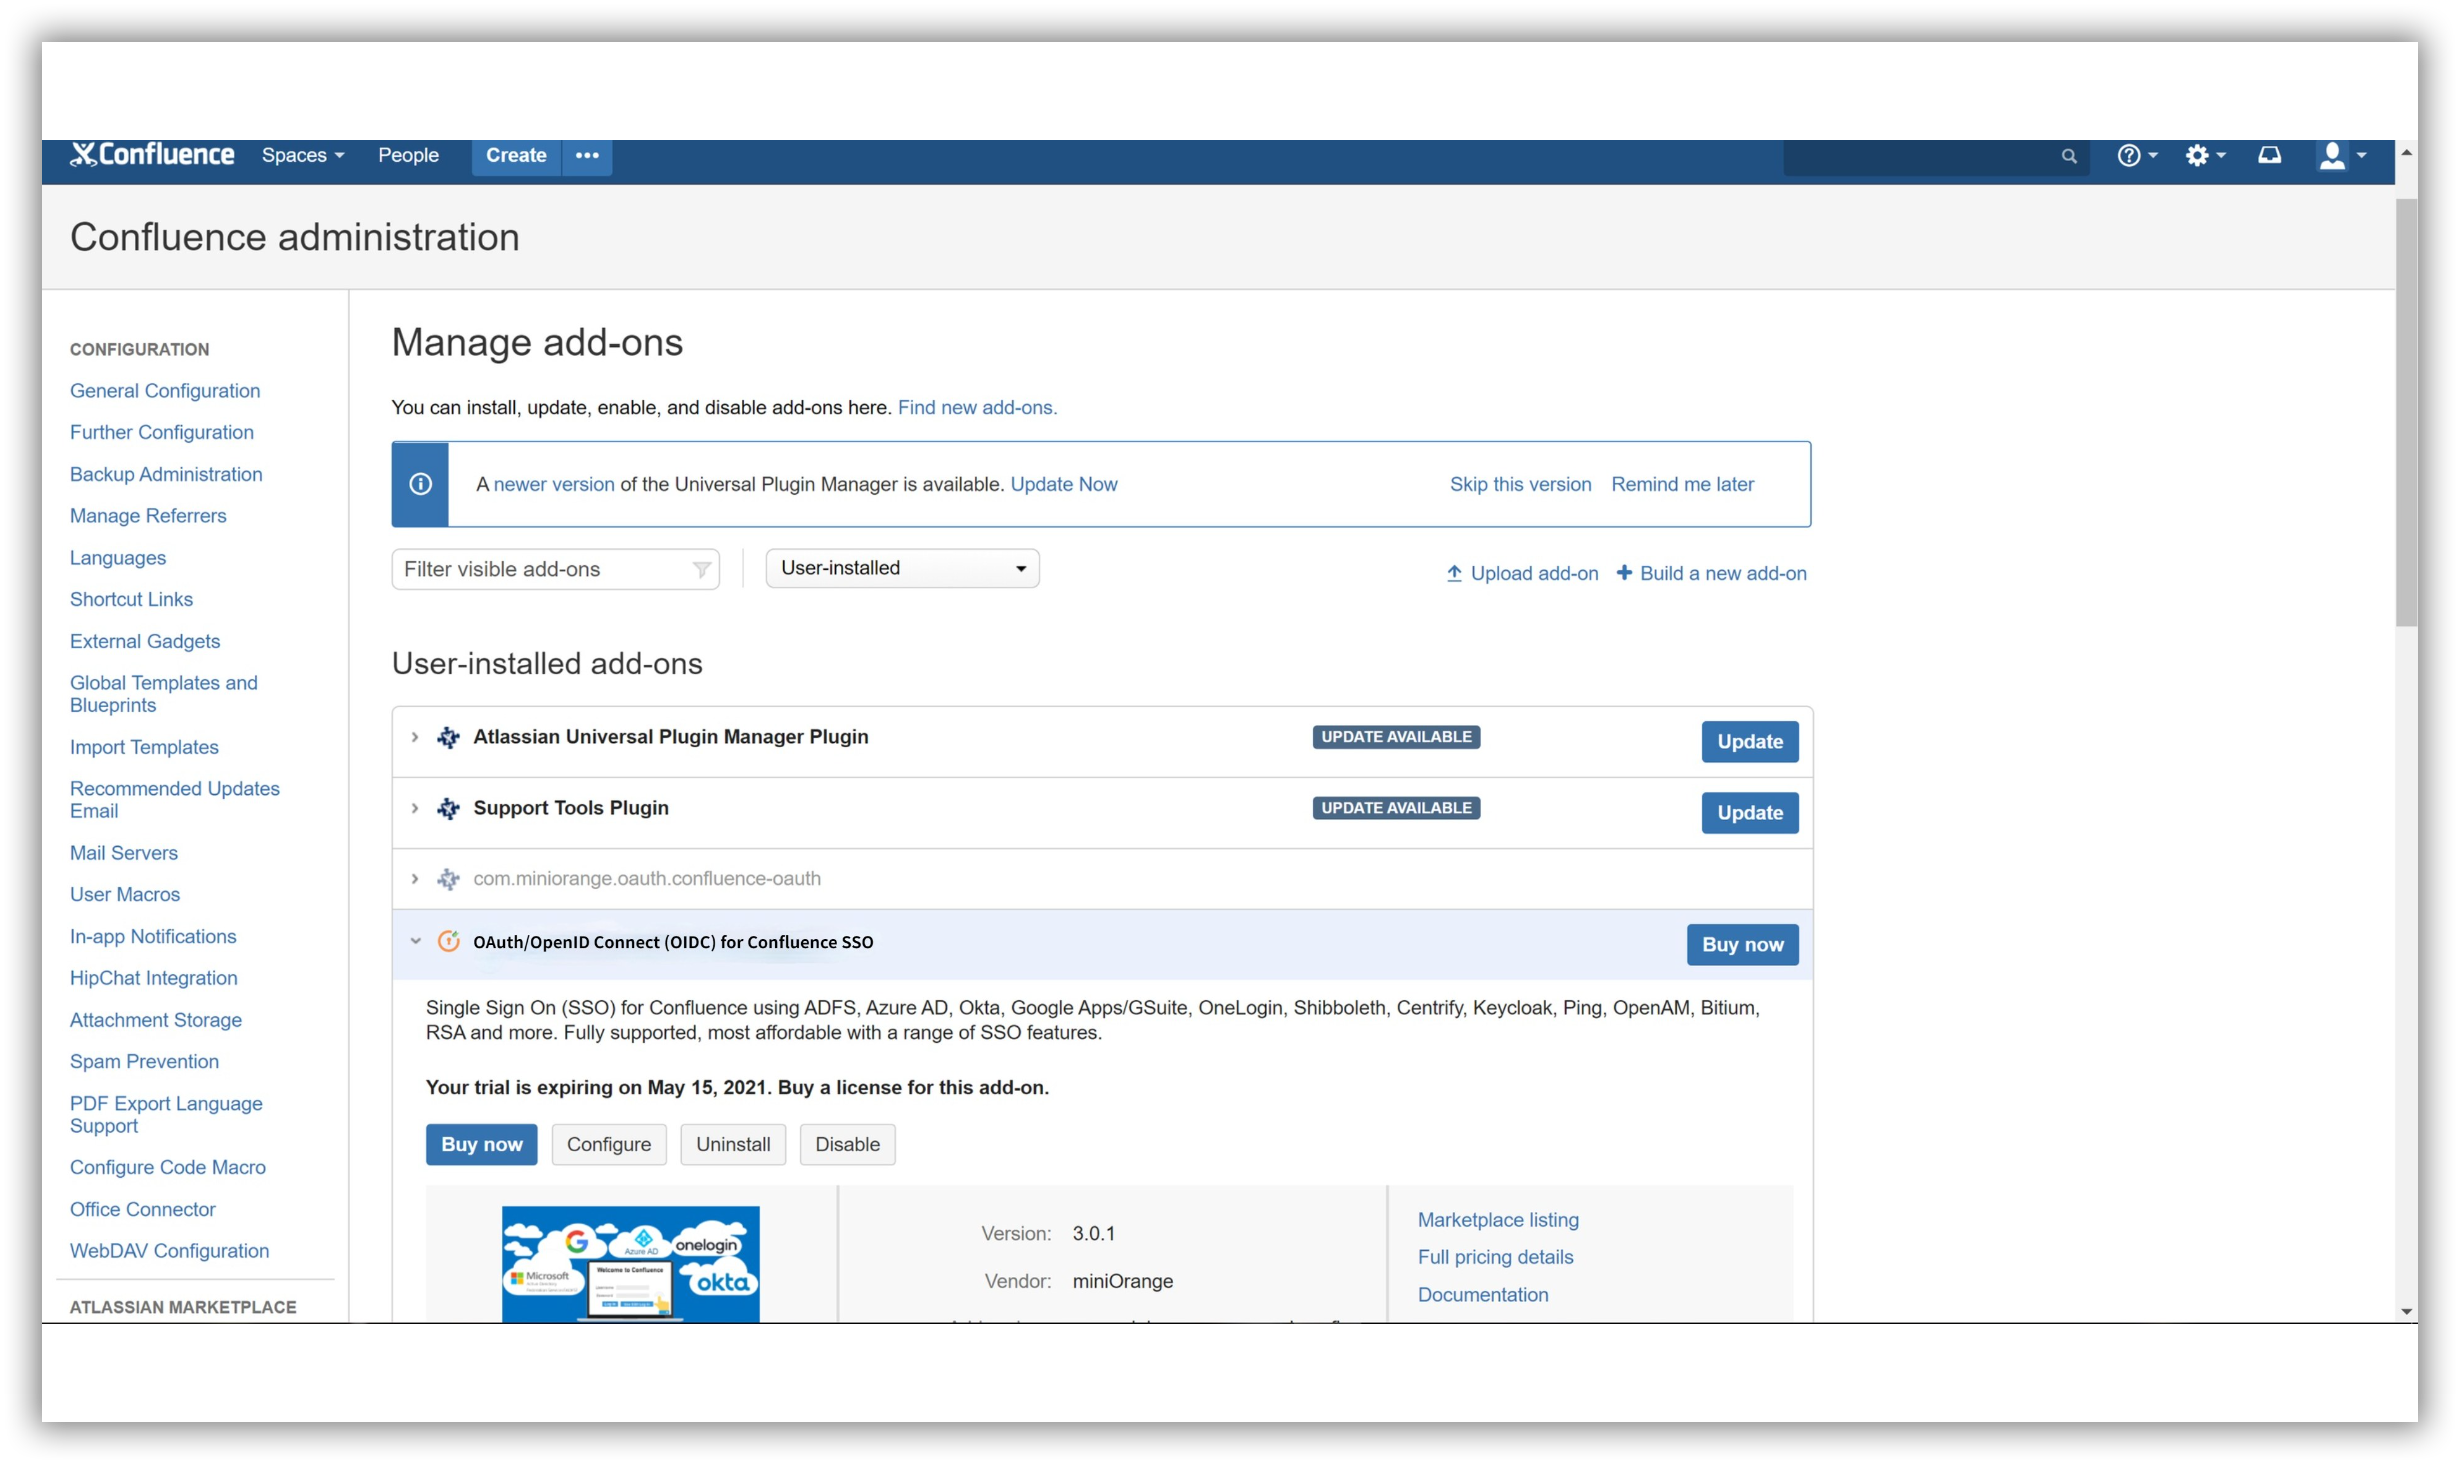 Confluence Spaces People Create
Confluence administration
CONFIGURATION
General Configuration
Further Configuration
Backup Administration
Manage Referrers
Languages
Shortcut Links
External Gadgets
Global Templates and
Blueprints
Import Templates
Recommended Updates
Email
Mail Servers
User Macros
In-app Notifications
HipChat Integration
Attachment Storage
Spam Prevention
PDF Export Language
Support
Configure Code Macro
Office Connector
WebDAV Configuration
ATLASSIAN MARKETPLACE
Manage add-ons
You can install, update, enable, and disable add-ons here. Find new add-ons.
A newer version of the Universal Plugin Manager is available. Update Now Skip this version Remind me later
Filter visible add-ons User-installed Upload add-on Build a new add-on
User-installed add-ons
Atlassian Universal Plugin Manager Plugin UPDATE AVAILABLE Update
Support Tools Plugin UPDATE AVAILABLE Update
com.miniorange.oauth.confluence-oauth
OAuth/OpenID Connect (OIDC) for Confluence SSO Buy now
Single Sign On (SSO) for Confluence using ADFS, Azure AD, Okta, Google Apps/GSuite, OneLogin, Shibboleth, Centrify, Keycloak, Ping, OpenAM, Bitium,
RSA and more. Fully supported, most affordable with a range of SSO features.
Your trial is expiring on May 15, 2021. Buy a license for this add-on.
Buy now Configure Uninstall Disable
G Azure AD onelogin
Microsoft Welcome to Confluence okta
Version: 3.0.1
Vendor: miniOrange
Marketplace listing
Full pricing details
Documentation